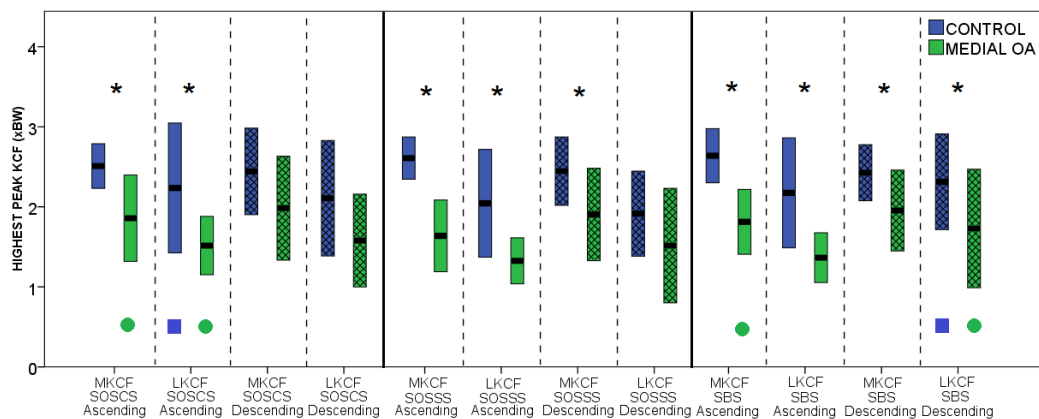 CONTROL
MEDIAL OA
HIGHEST PEAK KCF (xBW)
4
3
2
1
0
* * * * * * * * *
MKCF SOSCS Ascending
LKCF SOSCS Ascending
MKCF SOSCS Descending
LKCF SOSCS Descending
MKCF SOSSS Ascending
LKCF SOSSS Ascending
MKCF SOSSS Descending
LKCF SOSSS Descending
MKCF SBS Ascending
LKCF SBS Ascending
MKCF SBS Descending
LKCF SBS Descending